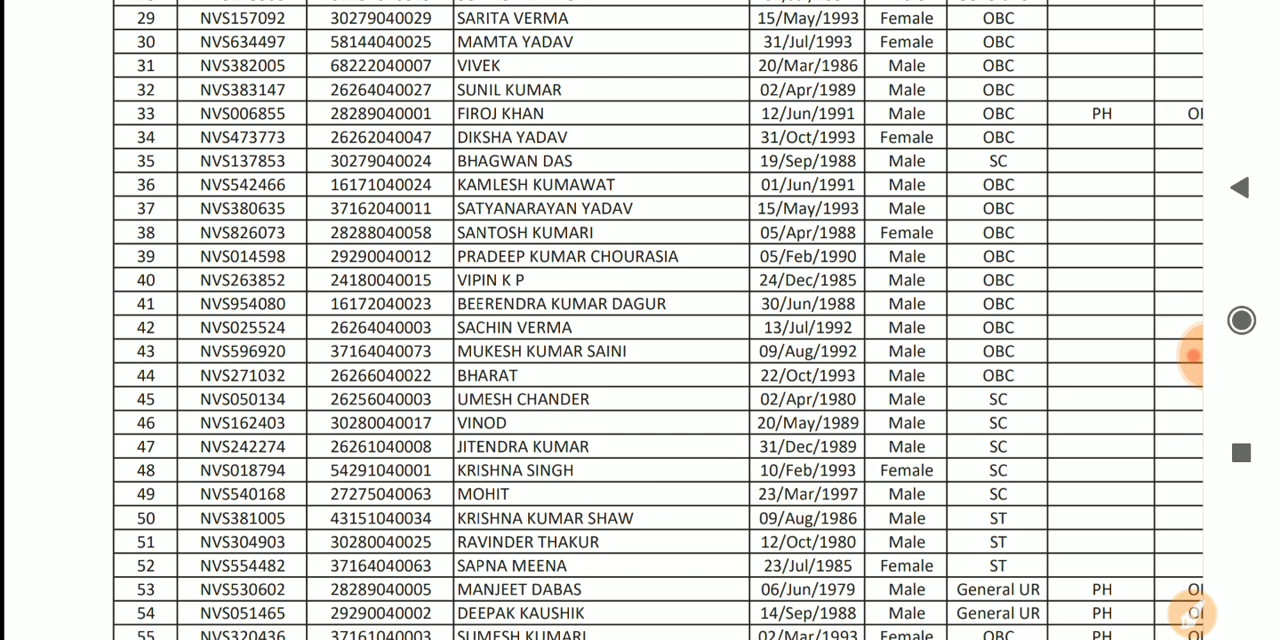 29 NVS157092 30279040029 SARITA VERMA 15/May/1993 Female OBC
30 NVS634497 58144040025 MAMTA YADAV 31/Jul/1993 Female OBC
31 NVS382005 68222040007 VIVEK 20/Mar/1986 Male OBC
32 NVS383147 26264040027 SUNIL KUMAR 02/Apr/1989 Male OBC
33 NVS006855 28289040001 FIROJ KHAN 12/Jun/1991 Male OBC PH
34 NVS473773 26262040047 DIKSHA YADAV 31/Oct/1993 Female OBC
35 NVS137853 30279040024 BHAGWAN DAS 19/Sep/1988 Male SC
36 NVS542466 16171040024 KAMLESH KUMAWAT 01/Jun/1991 Male OBC
37 NVS380635 37162040011 SATYANARAYAN YADAV 15/May/1993 Male OBC
38 NVS826073 28288040058 SANTOSH KUMARI 05/Apr/1988 Female OBC
39 NVS014598 29290040012 PRADEEP KUMAR CHOURASIA 05/Feb/1990 Male OBC
40 NVS263852 24180040015 VIPIN K P 24/Dec/1985 Male OBC
41 NVS954080 16172040023 BEERENDRA KUMAR DAGUR 30/Jun/1988 Male OBC
42 NVS025524 26264040003 SACHIN VERMA 13/Jul/1992 Male OBC
43 NVS596920 37164040073 MUKESH KUMAR SAINI 09/Aug/1992 Male OBC
44 NVS271032 26266040022 BHARAT 22/Oct/1993 Male OBC
45 NVS050134 26256040003 UMESH CHANDER 02/Apr/1980 Male SC
46 NVS162403 30280040017 VINOD 20/May/1989 Male SC
47 NVS242274 26261040008 JITENDRA KUMAR 31/Dec/1989 Male SC
48 NVS018794 54291040001 KRISHNA SINGH 10/Feb/1993 Female SC
49 NVS540168 27275040063 MOHIT 23/Mar/1997 Male SC
50 NVS381005 43151040034 KRISHNA KUMAR SHAW 09/Aug/1986 Male ST
51 NVS304903 30280040025 RAVINDER THAKUR 12/Oct/1980 Male ST
52 NVS554482 37164040063 SAPNA MEENA 23/Jul/1985 Female ST
53 NVS530602 28289040005 MANJEET DABAS 06/Jun/1979 Male General UR PH
54 NVS051465 29290040002 DEEPAK KAUSHIK 14/Sep/1988 Male General UR PH
55 NVS320436 37161040003 SUMESH KUMARI 02/Mar/1993 Female OBC PH